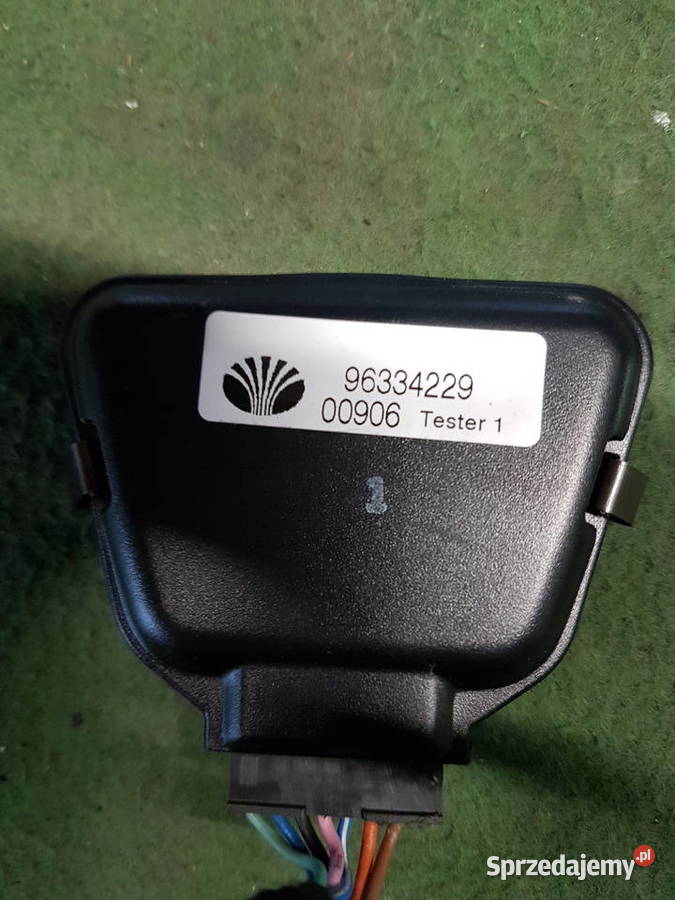 96334229
00906 Tester 1
1
Sprzedajemy.pl